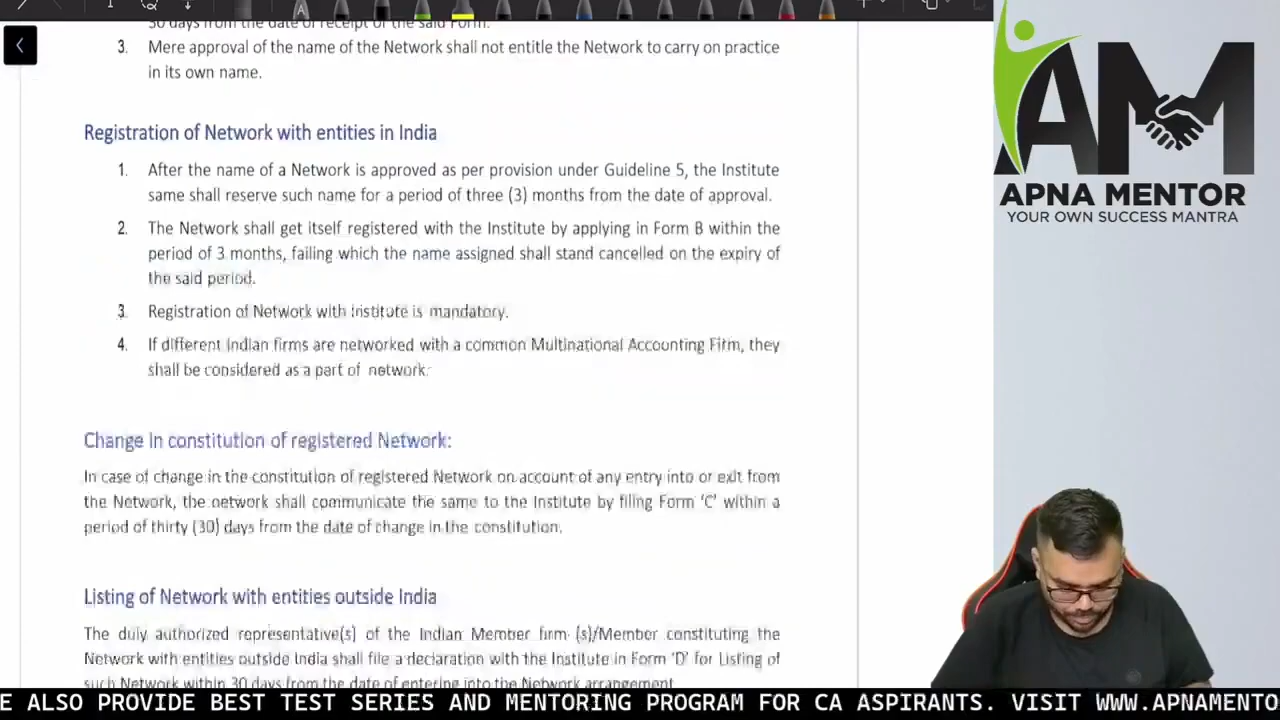 30 days from the date of receipt of the said Form.
3. Mere approval of the name of the Network shall not entitle the Network to carry on practice
in its own name.
Registration of Network with entities in India
1. After the name of a Network is approved as per provision under Guideline 5, the Institute
same shall reserve such name for a period of three (3) months from the date of approval.
2. The Network shall get itself registered with the Institute by applying in Form B within the
period of 3 months, failing which the name assigned shall stand cancelled on the expiry of
the said period.
3. Registration of Network with Institute is mandatory.
4. If different Indian firms are networked with a common Multinational Accounting Firm, they
shall be considered as a part of network.
Change in constitution of registered Network:
In case of change in the constitution of registered Network on account of any entry into or exit from
the Network, the network shall communicate the same to the Institute by filing Form ‘C’ within a
period of thirty (30) days from the date of change in the constitution.
Listing of Network with entities outside India
The duly authorized representative(s) of the Indian Member firm (s)/Member constituting the
Network with entities outside India shall file a declaration with the Institute in Form ‘D’ for Listing of
such Network within 30 days from the date of entering into the Network arrangement
AM
APNA MENTOR
YOUR OWN SUCCESS MANTRA
E ALSO PROVIDE BEST TEST SERIES AND MENTORING PROGRAM FOR CA ASPIRANTS. VISIT WWW.APNAMENTO